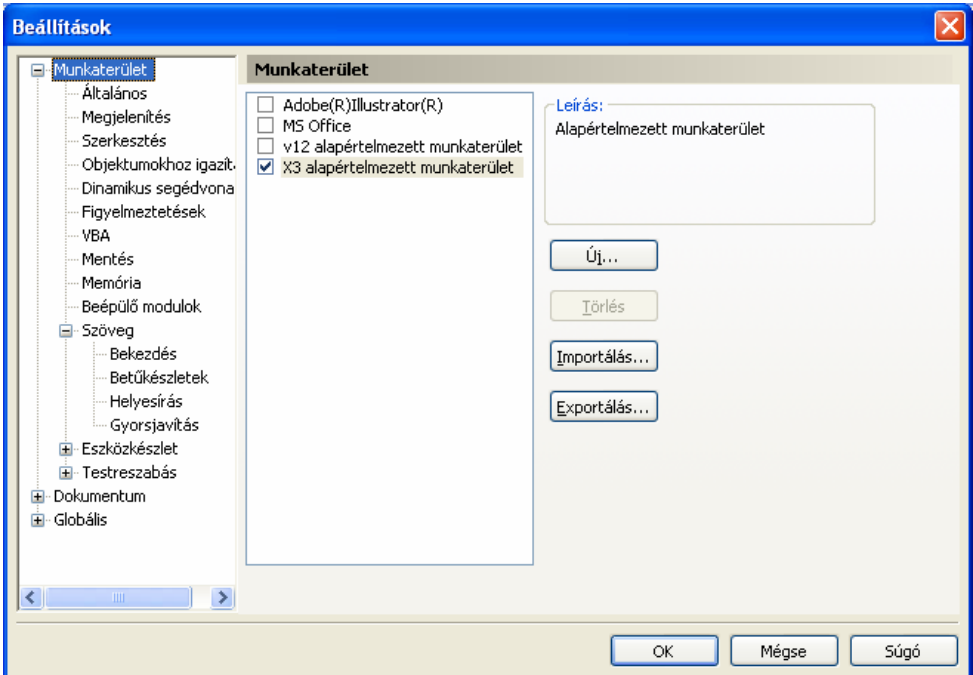 Beállítások
Munkaterület
Általános
Megjelenítés
Szerkesztés
Objektumokhoz igazít
Dinamikus segédvona
Figyelmeztetések
VBA
Mentés
Memória
Beépülő modulok
Szöveg
Bekezdés
Betűkészletek
Helyesírás
Gyorsjavítás
Eszközkészlet
Testreszabás
Dokumentum
Globális
Munkaterület
Adobe(R)Illustrator(R)
MS Office
v12 alapértelmezett munkaterület
X3 alapértelmezett munkaterület
Leírás:
Alapértelmezett munkaterület
Új...
Törlés
Importálás...
Exportálás...
OK Mégse Súgó